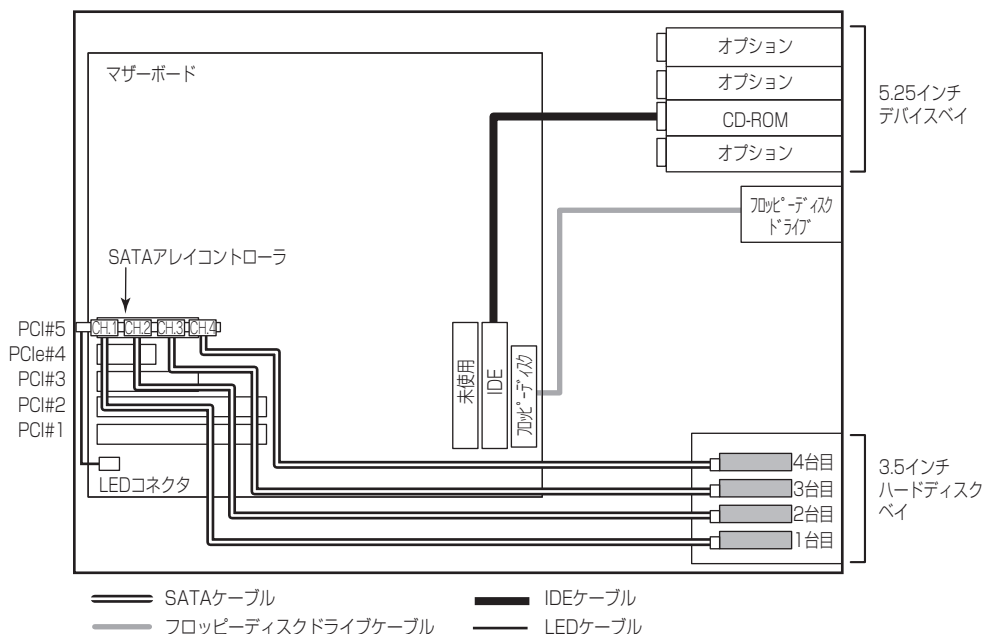 マザーボード
オプション
オプション
CD-ROM
オプション
5.25インチ
デバイスベイ
フロッピーディスク
ドライブ
SATAアレイコントローラ
PCI#5
CH.1
CH.2
CH.3
CH.4
PCIe#4
PCI#3
PCI#2
PCI#1
未使用
IDE
フロッピーディスク
LEDコネクタ
4台目
3台目
2台目
1台目
3.5インチ
ハードディスク
ベイ
SATAケーブル
IDEケーブル
フロッピーディスクドライブケーブル
LEDケーブル